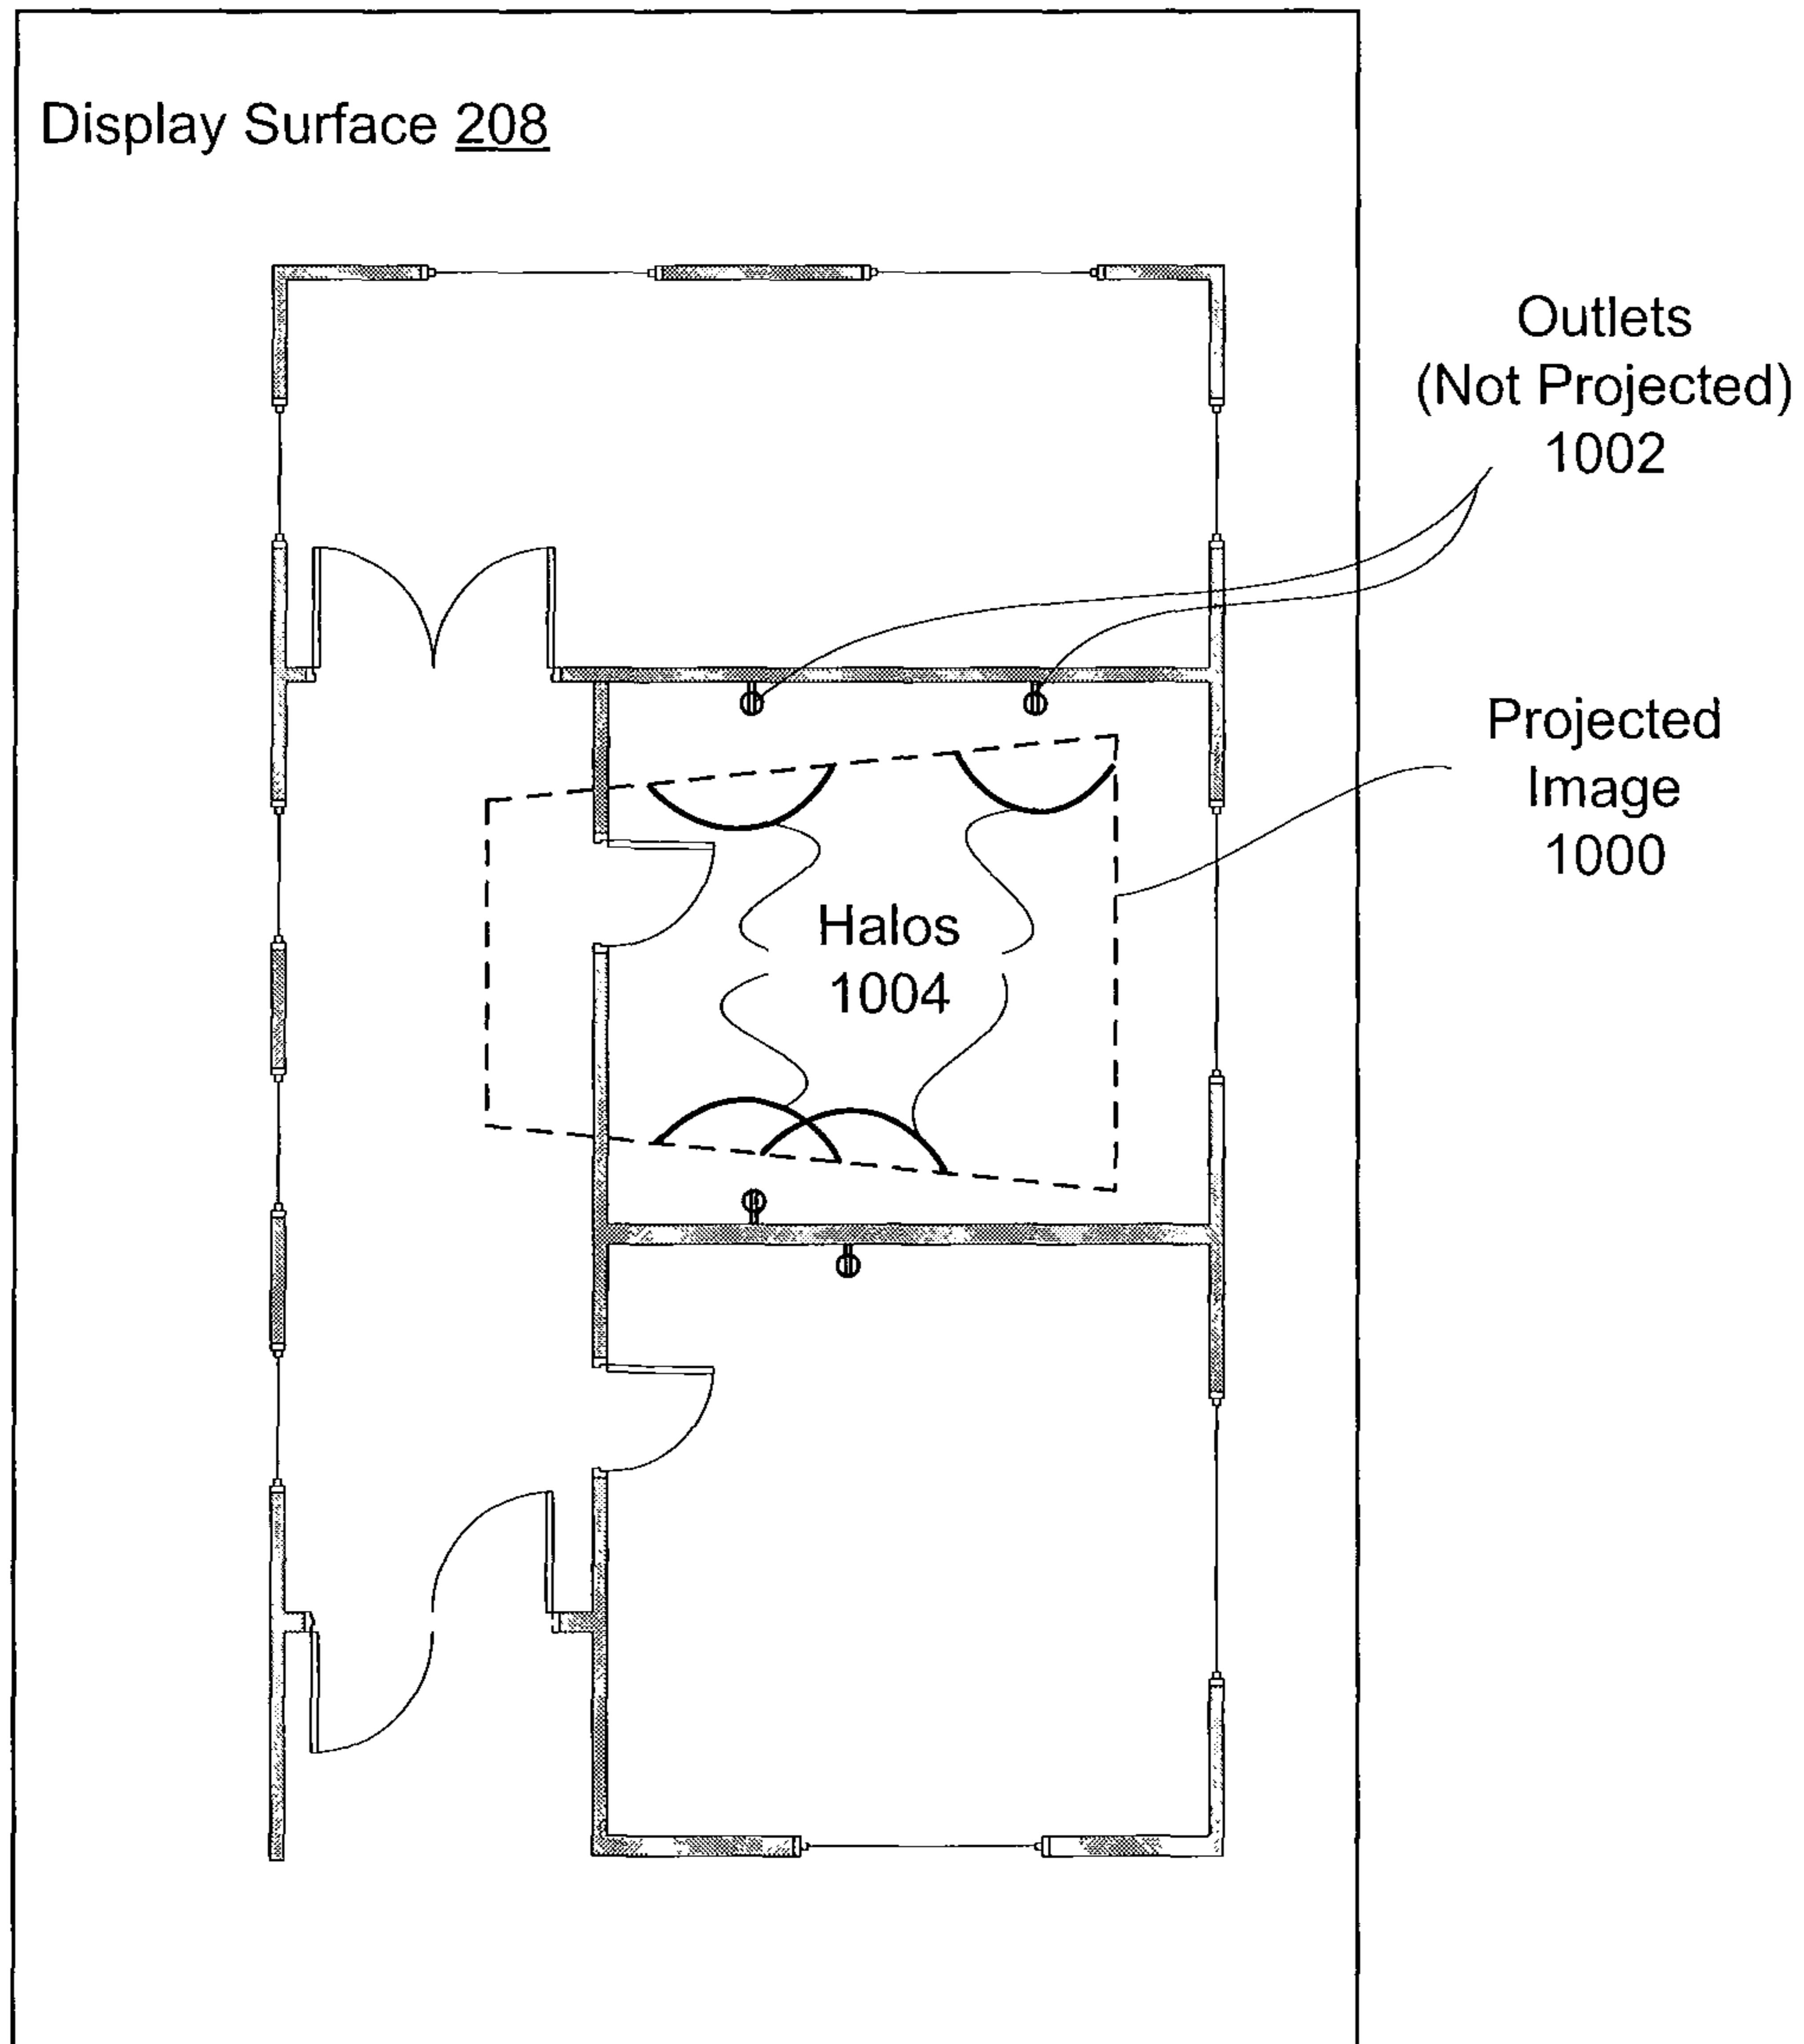 Display Surface 208
Outlets
(Not Projected)
1002
Projected
Image
1000
Halos
1004